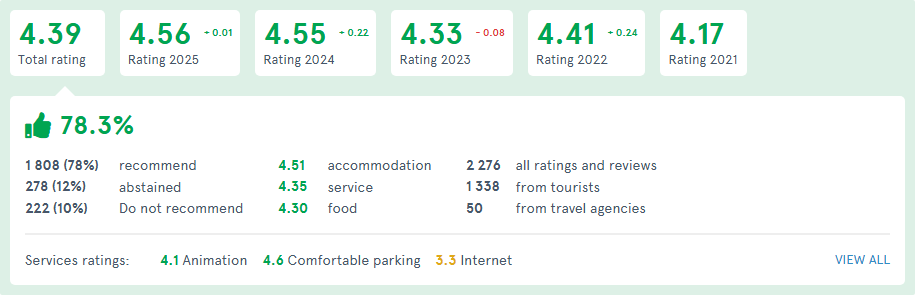 4.39
Total rating
4.56 + 0.01
Rating 2025
4.55 + 0.22
Rating 2024
4.33 - 0.08
Rating 2023
4.41 + 0.24
Rating 2022
4.17
Rating 2021
78.3%
1 808 (78%) recommend 4.51 accommodation 2 276 all ratings and reviews
278 (12%) abstained 4.35 service 1 338 from tourists
222 (10%) Do not recommend 4.30 food 50 from travel agencies
Services ratings: 4.1 Animation 4.6 Comfortable parking 3.3 Internet VIEW ALL